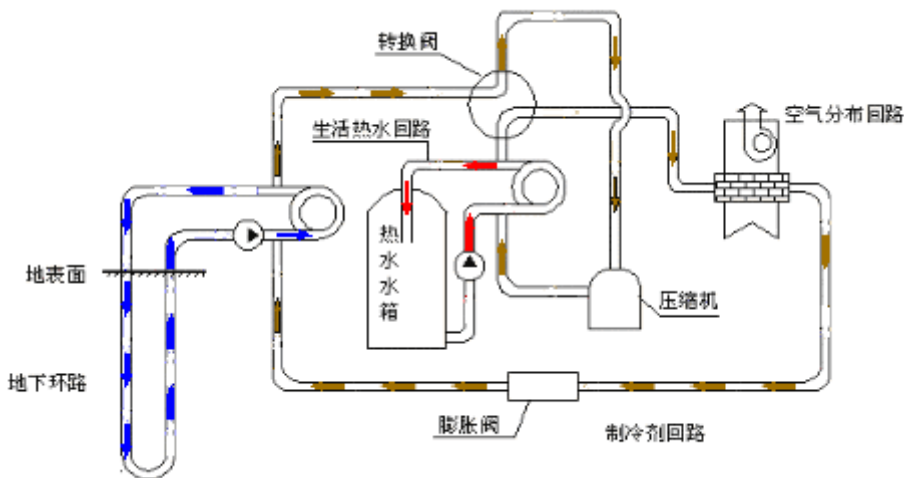 转换阀
空气分布回路
生活热水回路
热水水箱
地表面
压缩机
地下环路
膨胀阀
制冷剂回路